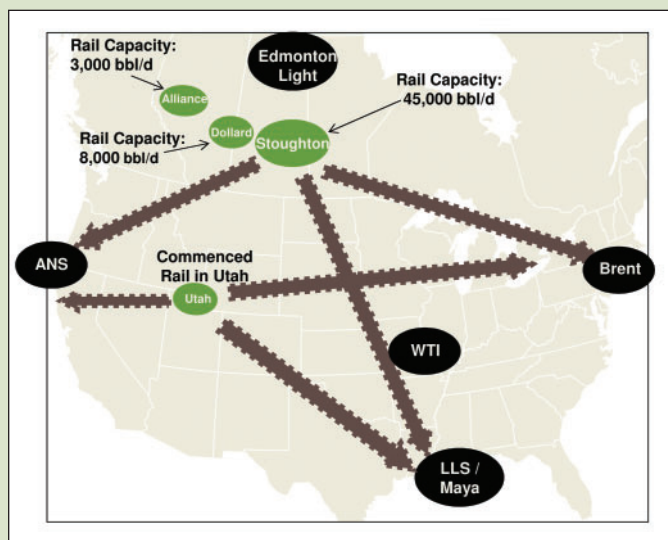 Rail Capacity:
3,000 bbl/d
Edmonton
Light
Rail Capacity:
45,000 bbl/d
Alliance
Dollard
Stoughton
Rail Capacity:
8,000 bbl/d
ANS
Commenced
Rail in Utah
Utah
Brent
WTI
LLS /
Maya